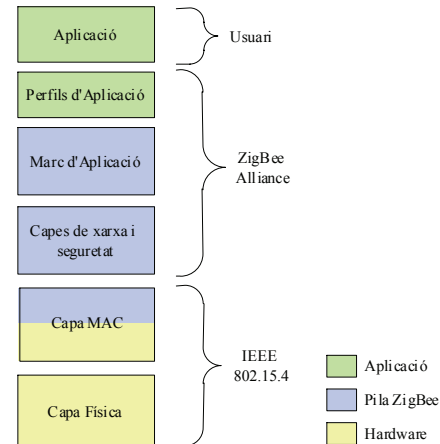 Aplicació
Usuari
Perfils d'Aplicació
Marc d'Aplicació
ZigBee
Alliance
Capes de xarxa i
seguretat
Capa MAC
IEEE
802.15.4
Capa Física
Aplicació
Pila ZigBee
Hardware